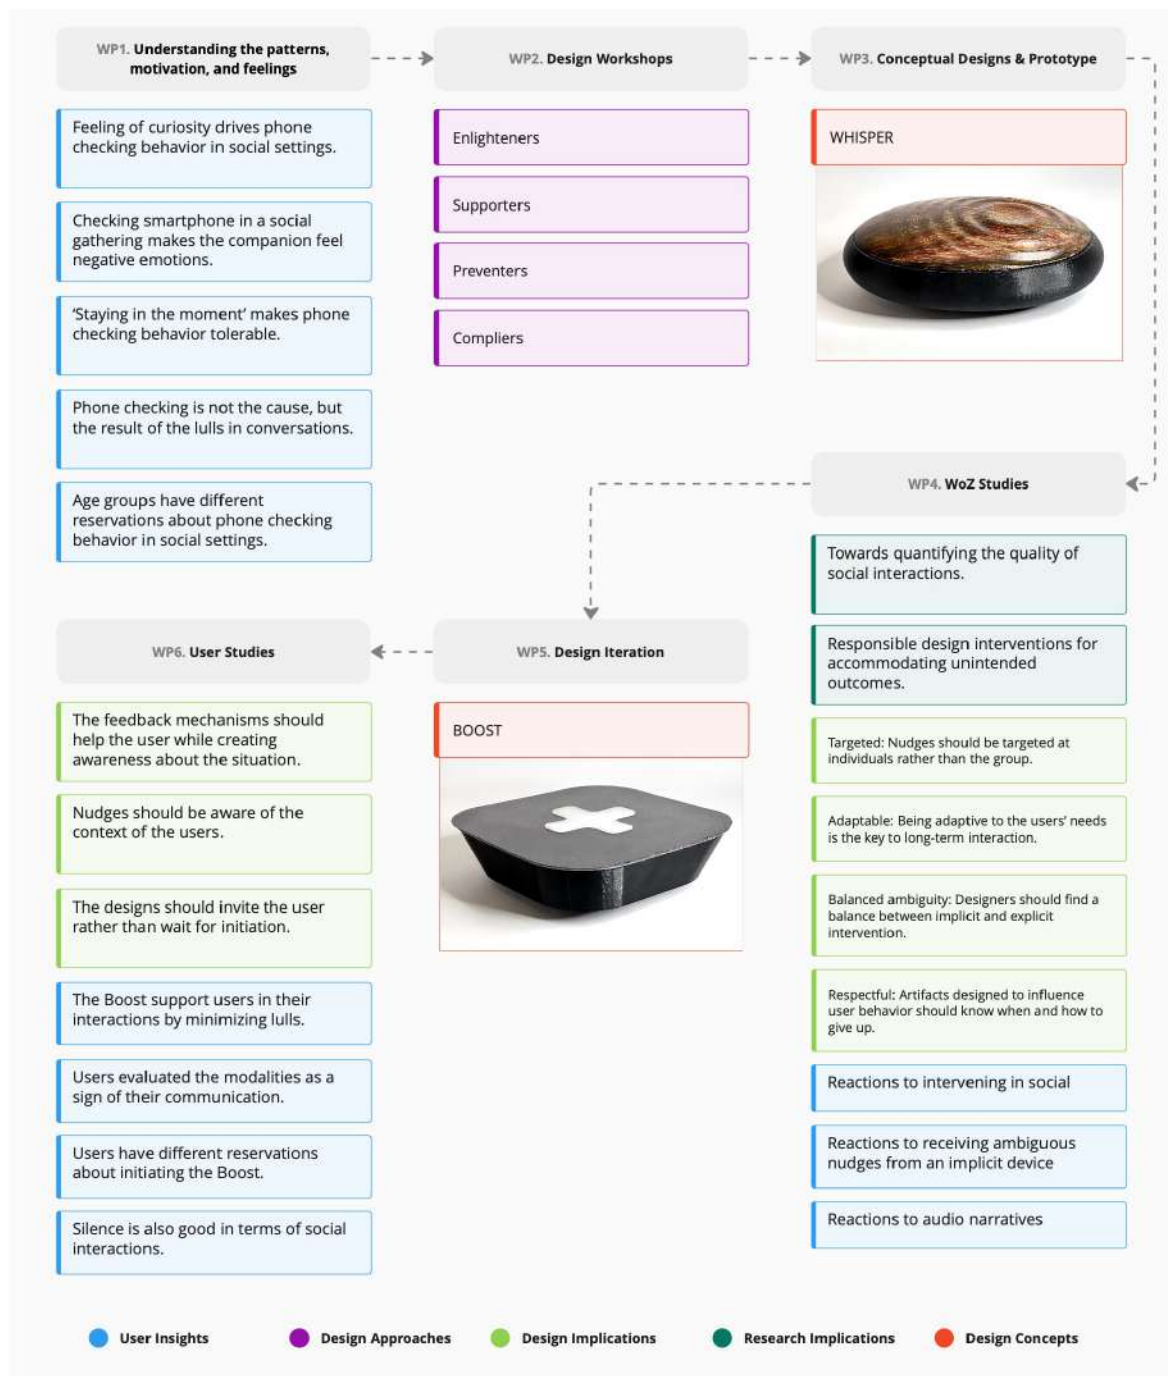 WP1. Understanding the patterns,
motivation, and feelings
Feeling of curiosity drives phone
checking behavior in social settings.
Checking smartphone in a social
gathering makes the companion feel
negative emotions.
‘Staying in the moment’ makes phone
checking behavior tolerable.
Phone checking is not the cause, but
the result of the lulls in conversations.
Age groups have different
reservations about phone checking
behavior in social settings.
WP2. Design Workshops
Enlighteners
Supporters
Preventers
Compliers
WP3. Conceptual Designs & Prototype
WHISPER
WP4. WoZ Studies
Towards quantifying the quality of
social interactions.
Responsible design interventions for
accommodating unintended
outcomes.
Targeted: Nudges should be targeted at
individuals rather than the group.
Adaptable: Being adaptive to the users’ needs
is the key to long-term interaction.
Balanced ambiguity: Designers should find a
balance between implicit and explicit
intervention.
Respectful: Artifacts designed to influence
user behavior should know when and how to
give up.
Reactions to intervening in social
Reactions to receiving ambiguous
nudges from an implicit device
Reactions to audio narratives
WP5. Design Iteration
BOOST
WP6. User Studies
The feedback mechanisms should
help the user while creating
awareness about the situation.
Nudges should be aware of the
context of the users.
The designs should invite the user
rather than wait for initiation.
The Boost support users in their
interactions by minimizing lulls.
Users evaluated the modalities as a
sign of their communication.
Users have different reservations
about initiating the Boost.
Silence is also good in terms of social
interactions.
User Insights
Design Approaches
Design Implications
Research Implications
Design Concepts